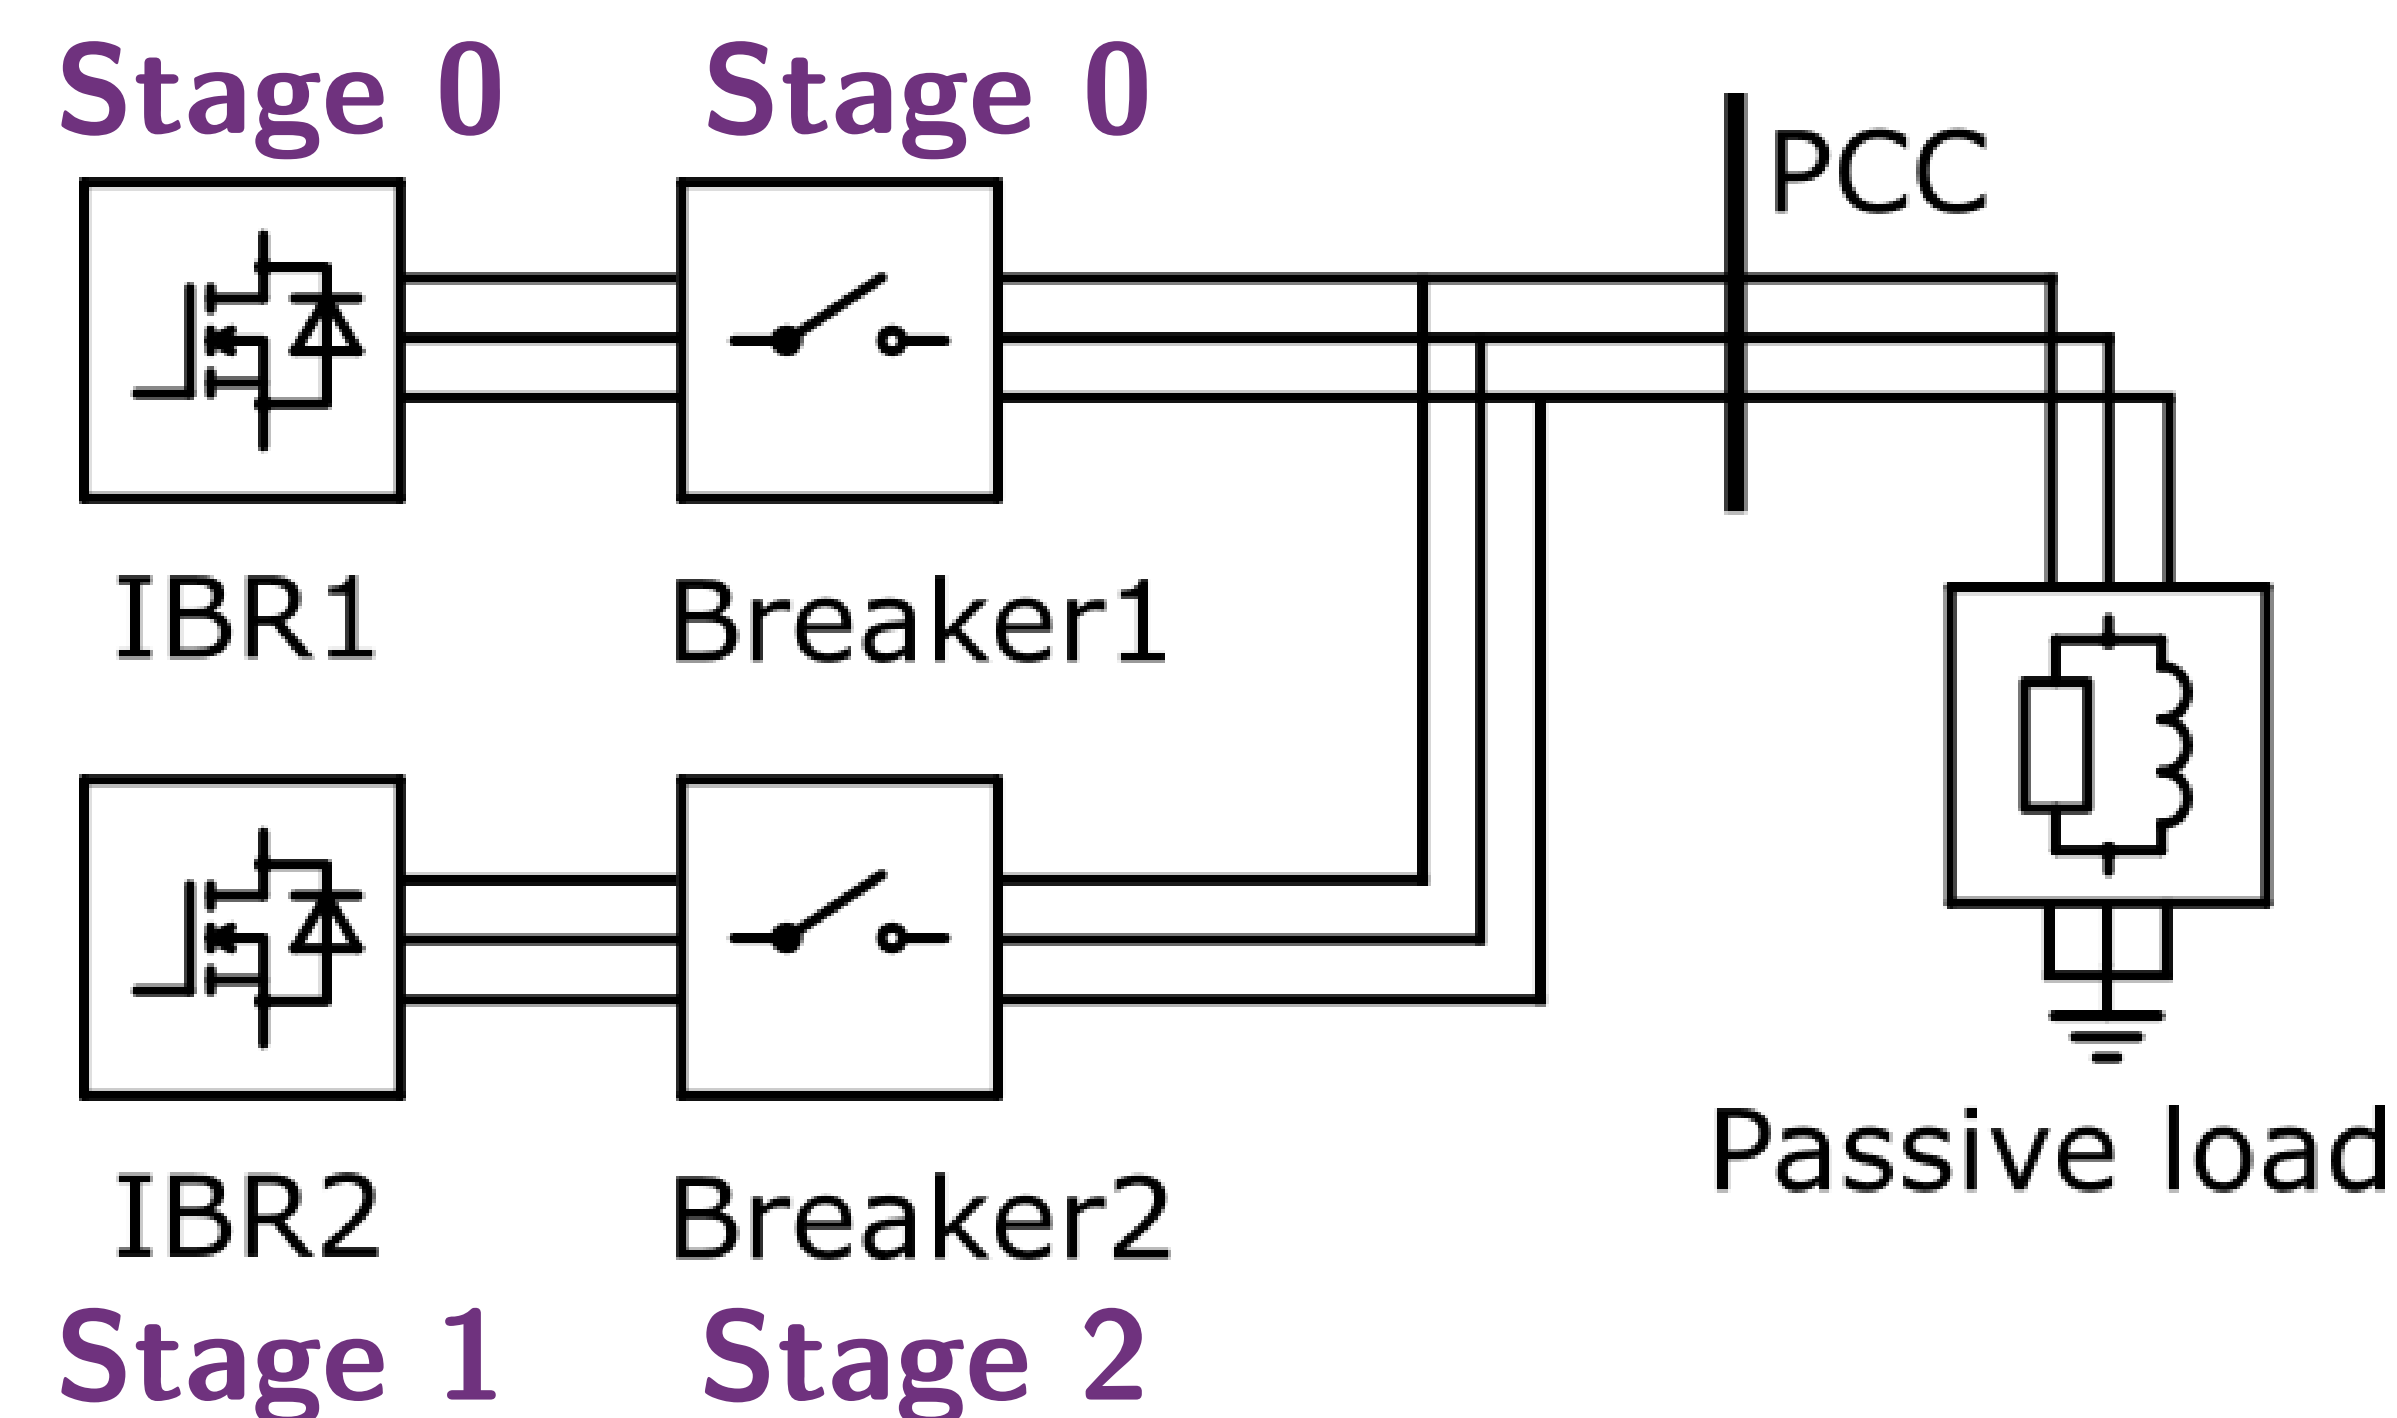 Stage 0
Stage 0
PCC
IBR1
Breaker1
Passive load
IBR2
Breaker2
Stage 1
Stage 2